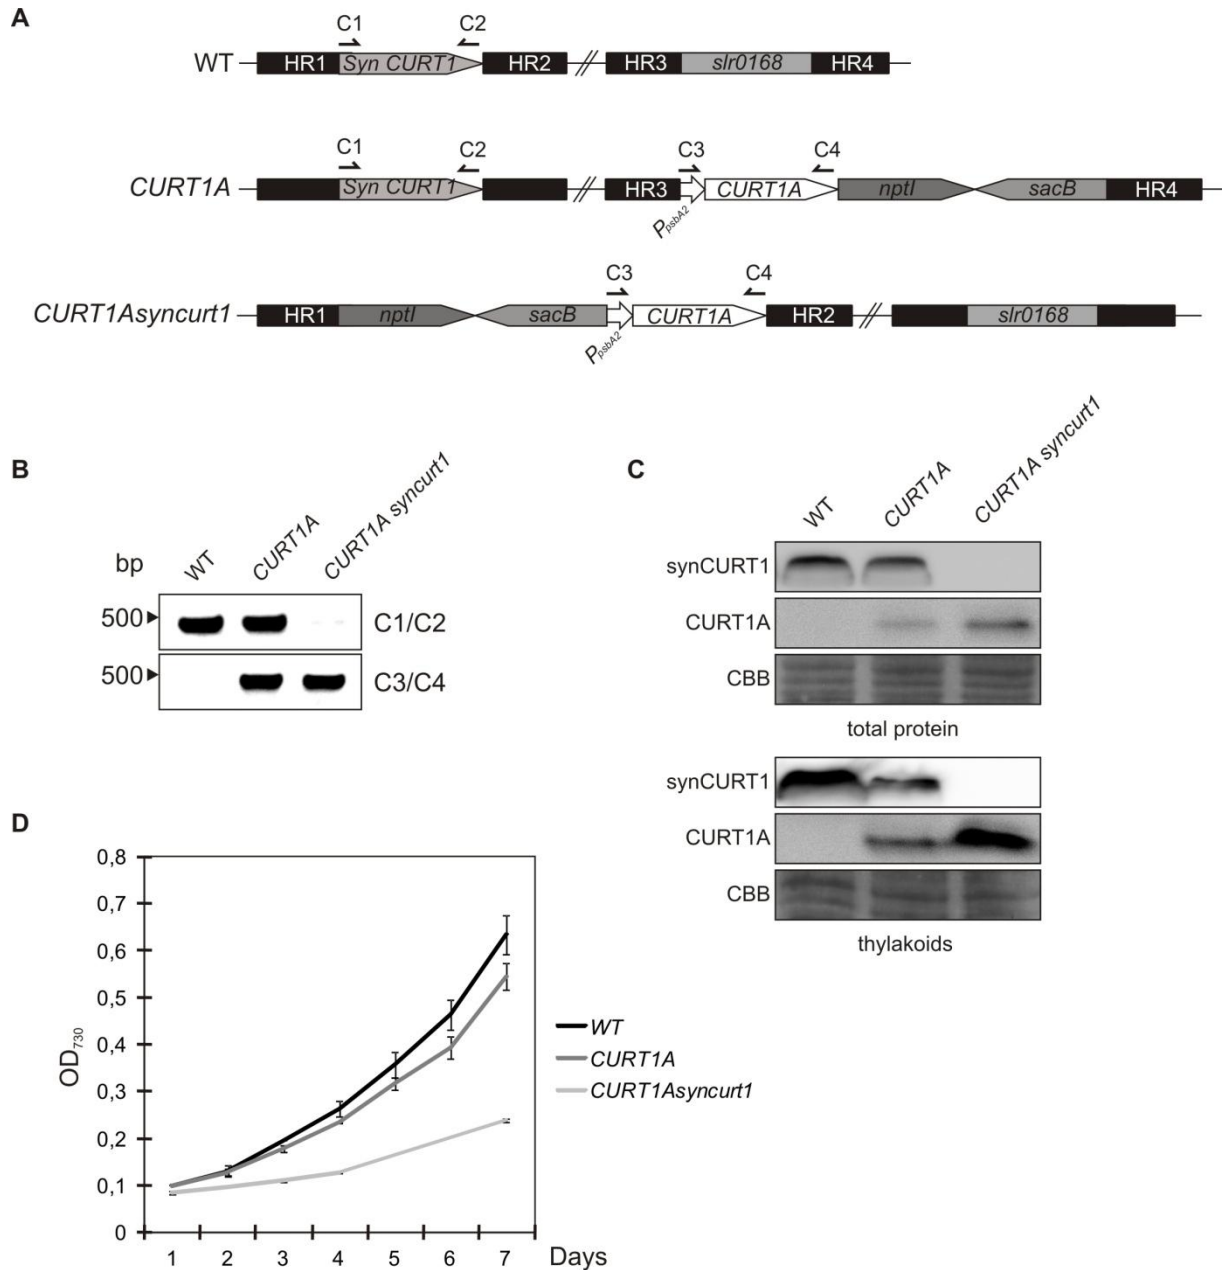 A
C1 C2
WT HR1 Syn CURT1 HR2 HR3 slr0168 HR4
C1 C2 C3 C4
CURT1A Syn CURT1 HR3 CURT1A nptI sacB HR4
PpsbA2
C3 C4
CURT1Asyncurt1 HR1 nptI sacB CURT1A HR2 slr0168
PpsbA2
B
bp WT CURT1A CURT1A syncurt1
500 C1/C2
500 C3/C4
C
WT CURT1A CURT1A syncurt1
synCURT1
CURT1A
CBB
total protein
synCURT1
CURT1A
CBB
thylakoids
D
0,8
0,7
0,6
0,5
0,4
0,3
0,2
0,1
0
OD730
1 2 3 4 5 6 7 Days
WT
CURT1A
CURT1Asyncurt1